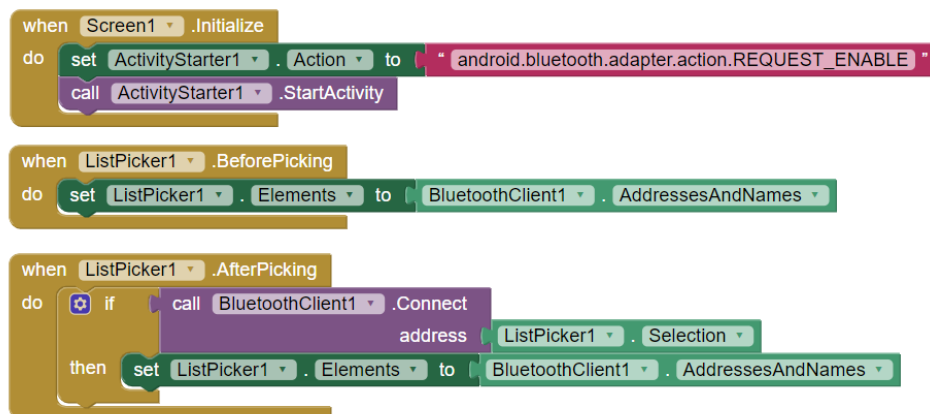 when Screen1 .Initialize
do set ActivityStarter1 . Action to " android.bluetooth.adapter.action.REQUEST_ENABLE "
call ActivityStarter1 .StartActivity
when ListPicker1 .BeforePicking
do set ListPicker1 . Elements to BluetoothClient1 . AddressesAndNames
when ListPicker1 .AfterPicking
do if call BluetoothClient1 .Connect
address ListPicker1 . Selection
then set ListPicker1 . Elements to BluetoothClient1 . AddressesAndNames